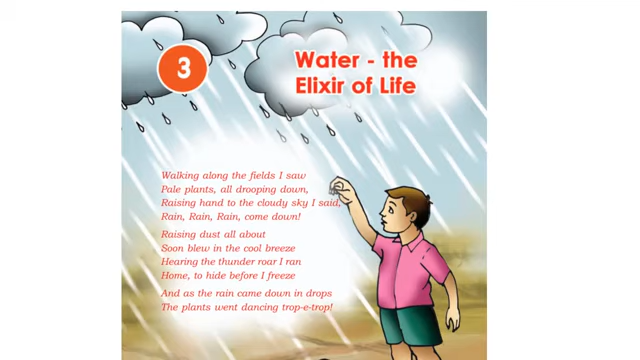 3
Water - the
Elixir of Life
Walking along the fields I saw
Pale plants, all drooping down,
Raising hand to the cloudy sky I said,
Rain, Rain, Rain, come down!
Raising dust all about
Soon blew in the cool breeze
Hearing the thunder roar I ran
Home, to hide before I freeze
And as the rain came down in drops
The plants went dancing trop-e-trop!